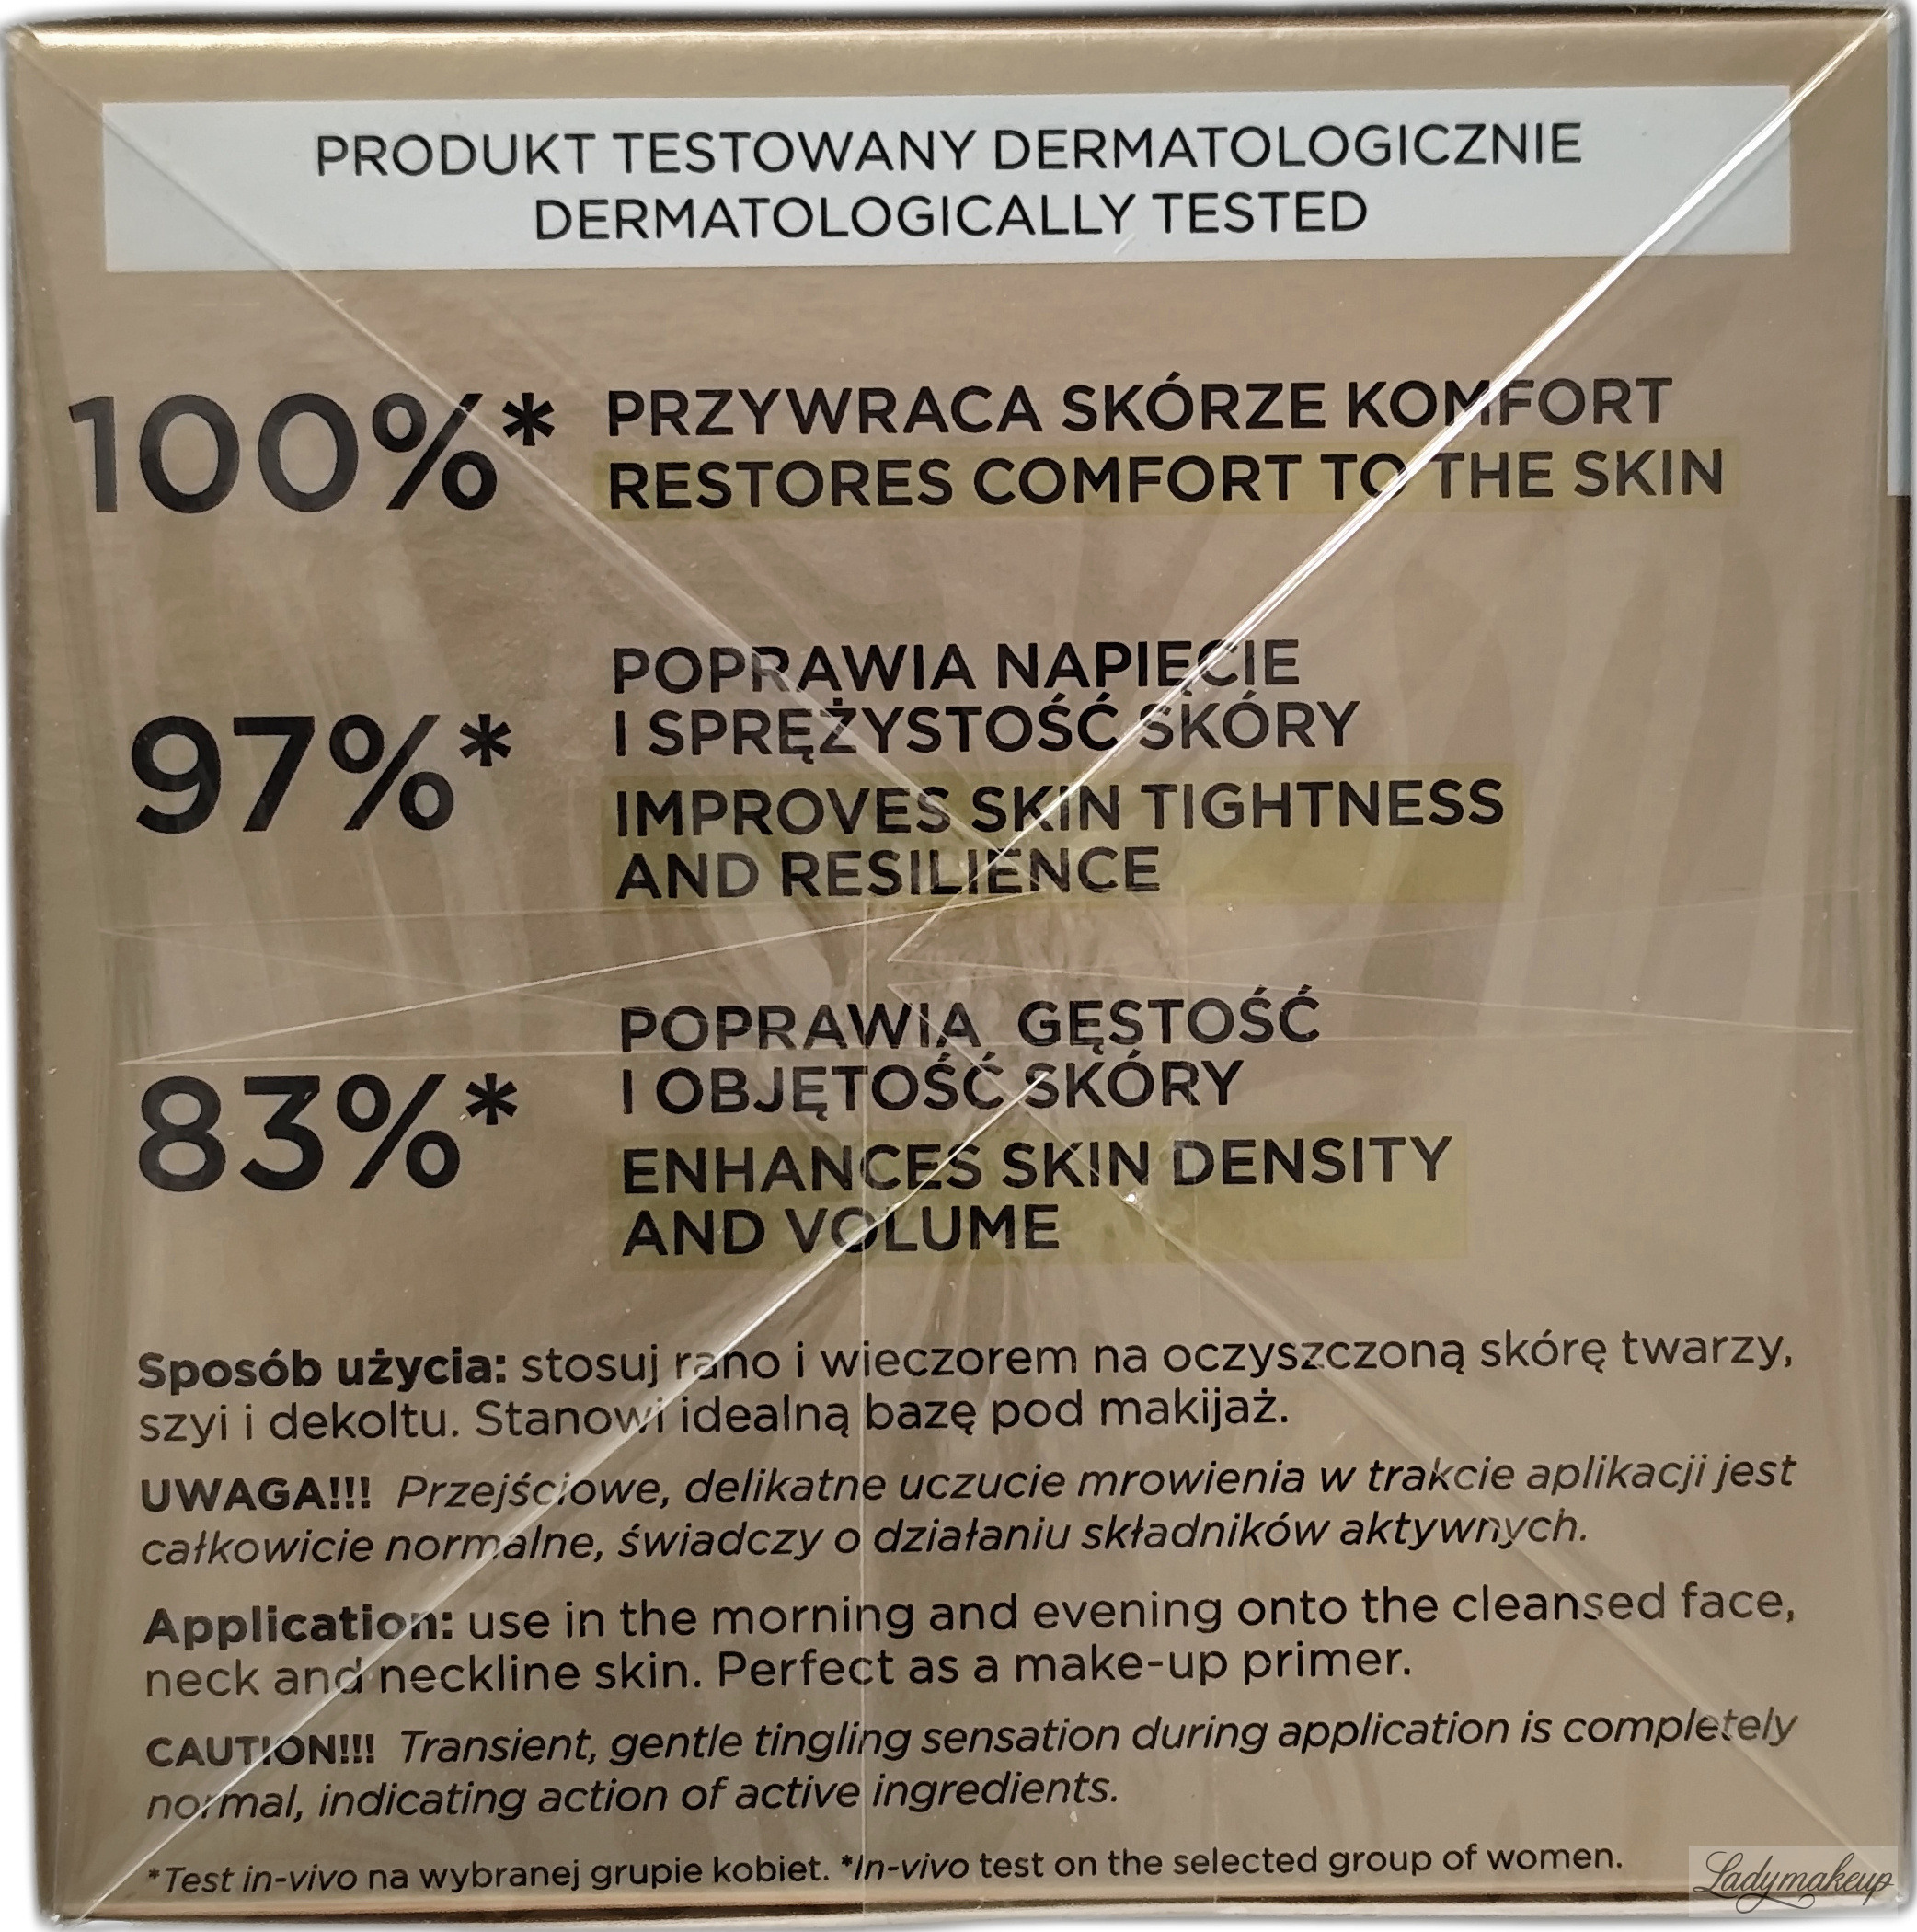 PRODUKT TESTOWANY DERMATOLOGICZNIE
DERMATOLOGICALLY TESTED
100%*
PRZYWRACA SKÓRZE KOMFORT
RESTORES COMFORT TO THE SKIN
97%*
POPRAWIA NAPIĘCIE
I SPRĘŻYSTOŚĆ SKÓRY
IMPROVES SKIN TIGHTNESS
AND RESILIENCE
83%*
POPRAWIA GĘSTOŚĆ
I OBJĘTOŚĆ SKÓRY
ENHANCES SKIN DENSITY
AND VOLUME
Sposób użycia: stosuj rano i wieczorem na oczyszczoną skórę twarzy,
szyi i dekoltu. Stanowi idealną bazę pod makijaż.
UWAGA!!! Przejściowe, delikatne uczucie mrowienia w trakcie aplikacji jest
całkowicie normalne, świadczy o działaniu składników aktywnych.
Application: use in the morning and evening onto the cleansed face,
neck and neckline skin. Perfect as a make-up primer.
CAUTION!!! Transient, gentle tingling sensation during application is completely
normal, indicating action of active ingredients.
*Test in-vivo na wybranej grupie kobiet. *In-vivo test on the selected group of women.
Ladymakeup